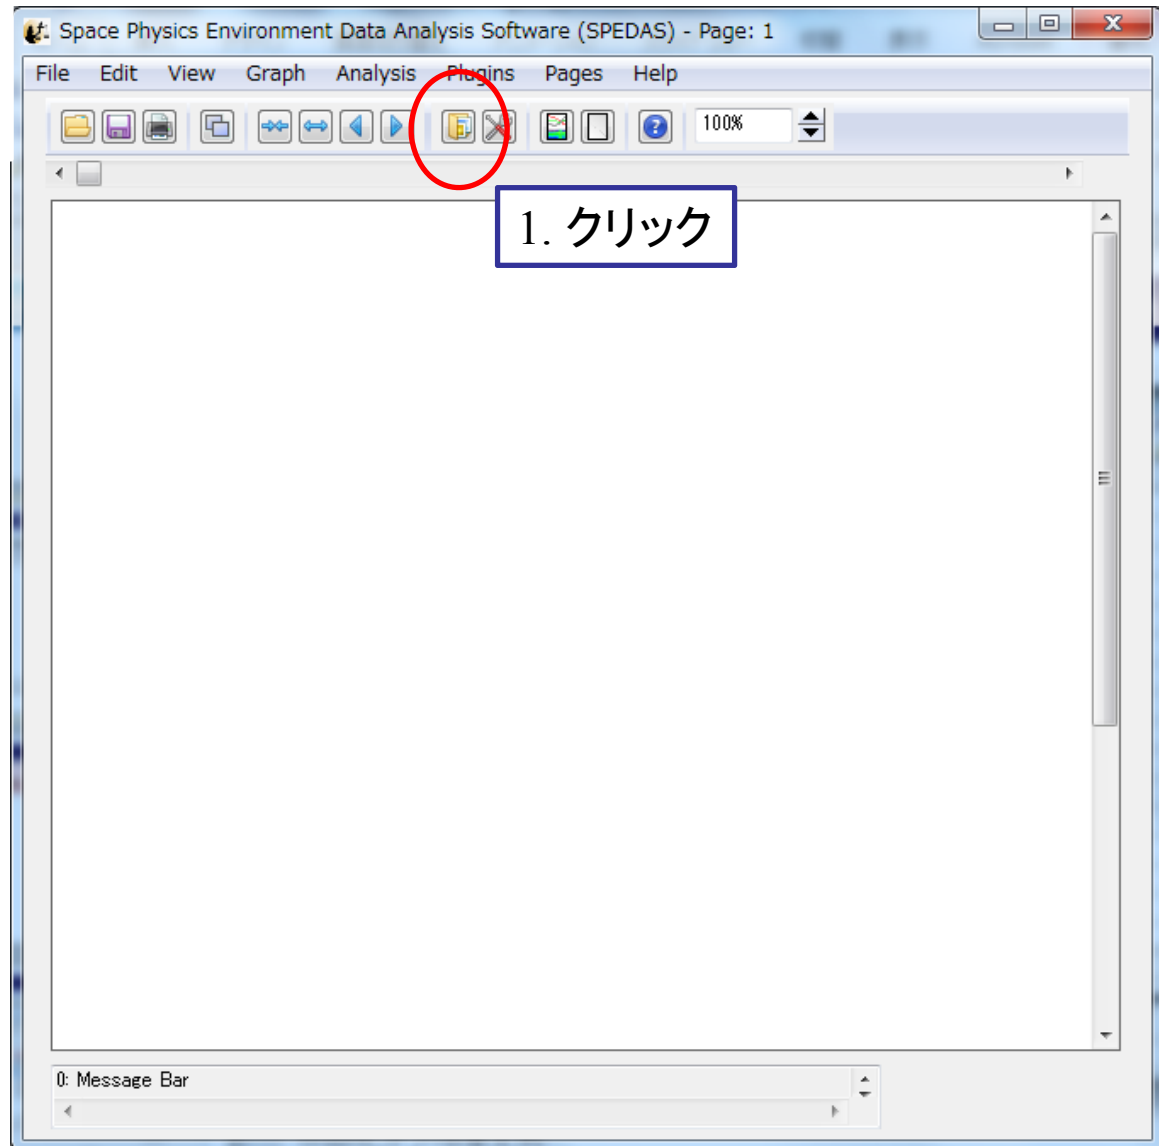 Space Physics Environment Data Analysis Software (SPEDAS) - Page: 1
File Edit View Graph Analysis Plugins Pages Help
100%
1. クリック
0: Message Bar